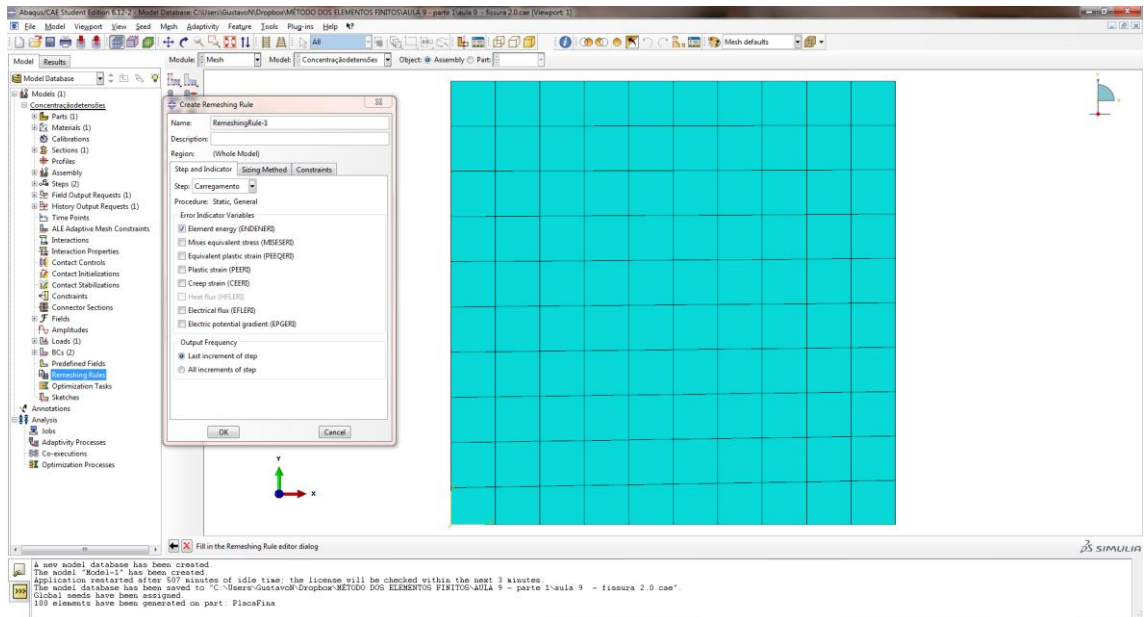 Abaqus/CAE Student Edition 6.12-2 - Model Database: C:\Users\GustavoN\Dropbox\MÉTODO DOS ELEMENTOS FINITOS\AULA 9 - parte 1\aula 9 - fissura 2.0.cae [Viewport: 1]
File Model Viewport View Seed Mesh Adaptivity Feature Tools Plug-ins Help
All
Mesh defaults
Model Results
Module: Mesh Model: Concentraçãodetensões Object: Assembly Part:
Model Database
Models (1)
Concentraçãodetensões
Parts (1)
Materials (1)
Calibrations
Sections (1)
Profiles
Assembly
Steps (2)
Field Output Requests (1)
History Output Requests (1)
Time Points
ALE Adaptive Mesh Constraints
Interactions
Interaction Properties
Contact Controls
Contact Initializations
Contact Stabilizations
Constraints
Connector Sections
Fields
Amplitudes
Loads (1)
BCs (2)
Predefined Fields
Remeshing Rules
Optimization Tasks
Sketches
Annotations
Analysis
Jobs
Adaptivity Processes
Co-executions
Optimization Processes
Create Remeshing Rule
Name: RemeshingRule-1
Description:
Region: (Whole Model)
Step and Indicator Sizing Method Constraints
Step: Carregamento
Procedure: Static, General
Error Indicator Variables
Element energy (ENDENERI)
Mises equivalent stress (MISESERI)
Equivalent plastic strain (PEEQERI)
Plastic strain (PEERI)
Creep strain (CEERI)
Heat flux (HFLERI)
Electrical flux (EFLERI)
Electric potential gradient (EPGERI)
Output Frequency
Last increment of step
All increments of step
OK Cancel
Y
X
Fill in the Remeshing Rule editor dialog
SIMULIA
A new model database has been created.
The model "Model-1" has been created.
Application restarted after 507 minutes of idle time; the license will be checked within the next 3 minutes.
The model database has been saved to "C:\Users\GustavoN\Dropbox\MÉTODO DOS ELEMENTOS FINITOS\AULA 9 - parte 1\aula 9 - fissura 2.0.cae".
Global seeds have been assigned.
100 elements have been generated on part: PlacaFina